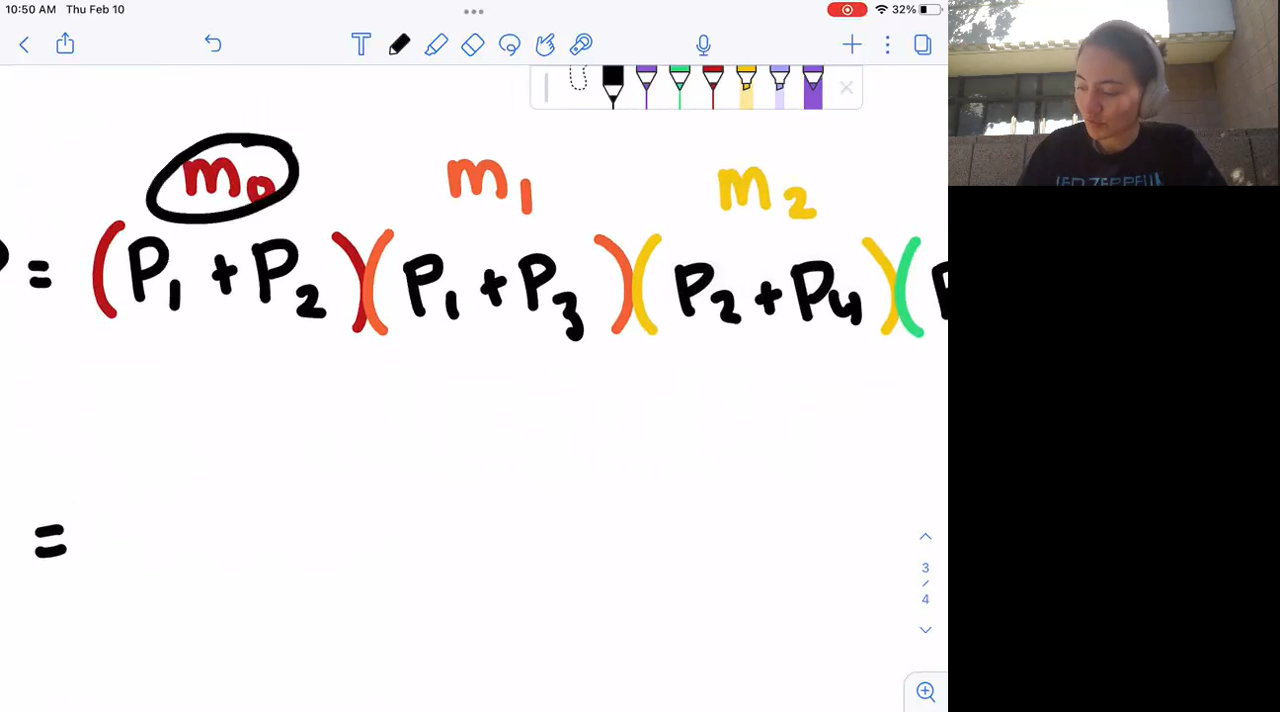 10:50 AM Thu Feb 10
32%
m0 m1 m2
= (P1 + P2)(P1 + P3)(P2 + P4)(
=
3
/
4
LED ZEPPELIN